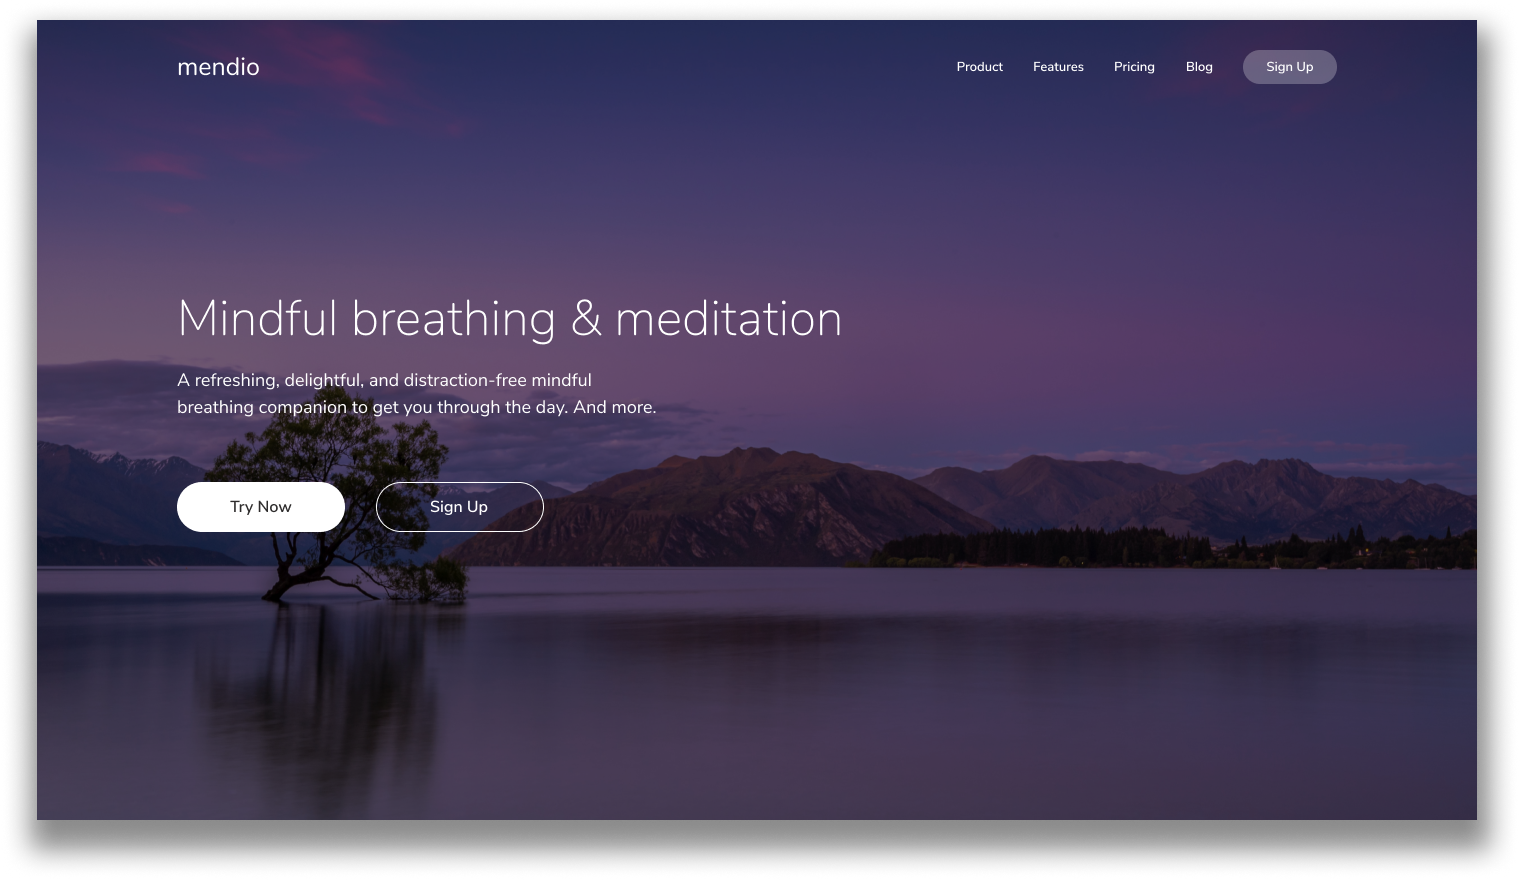 mendio
Product
Features
Pricing
Blog
Sign Up
Mindful breathing & meditation
A refreshing, delightful, and distraction-free mindful
breathing companion to get you through the day. And more.
Try Now
Sign Up